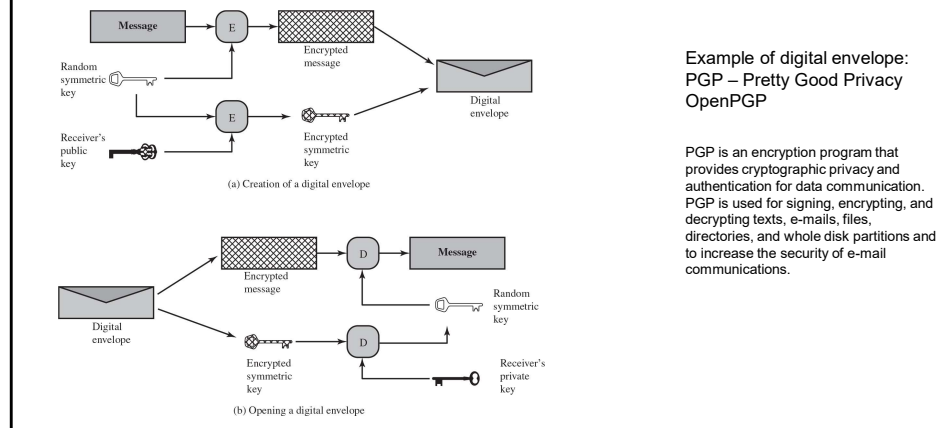 Message
E
Encrypted
message
Random
symmetric
key
Digital
envelope
E
Encrypted
symmetric
key
Receiver's
public
key
(a) Creation of a digital envelope
Encrypted
message
D
Message
Digital
envelope
Random
symmetric
key
Encrypted
symmetric
key
D
Receiver's
private
key
(b) Opening a digital envelope
Example of digital envelope:
PGP – Pretty Good Privacy
OpenPGP
PGP is an encryption program that
provides cryptographic privacy and
authentication for data communication.
PGP is used for signing, encrypting, and
decrypting texts, e-mails, files,
directories, and whole disk partitions and
to increase the security of e-mail
communications.